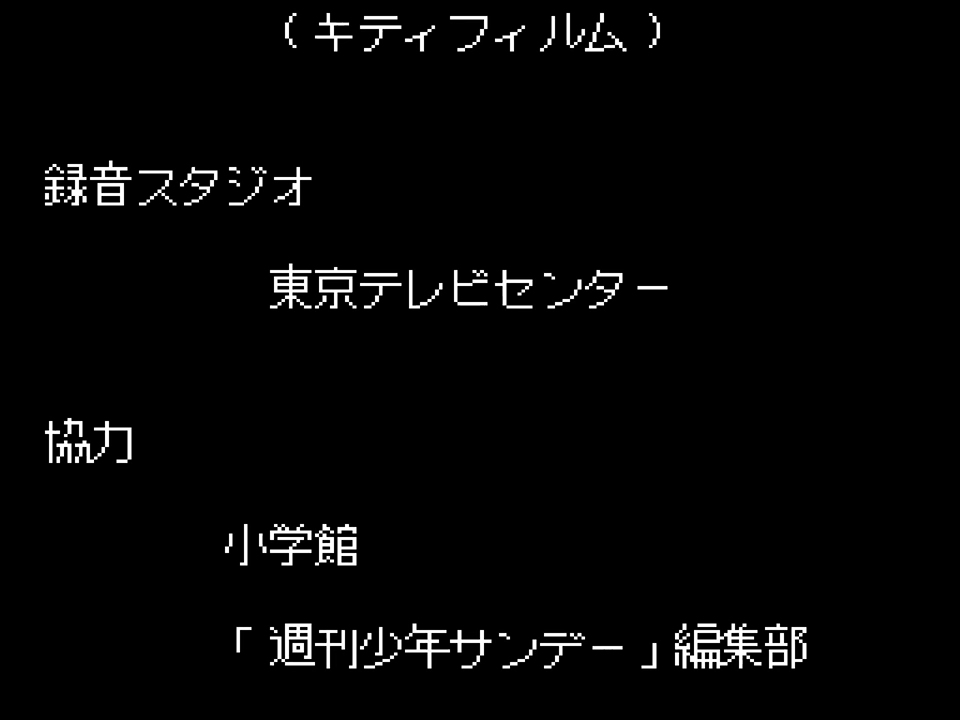 (キティフィルム)
録音スタジオ
東京テレビセンター
協力
小学館
「週刊少年サンデー」編集部